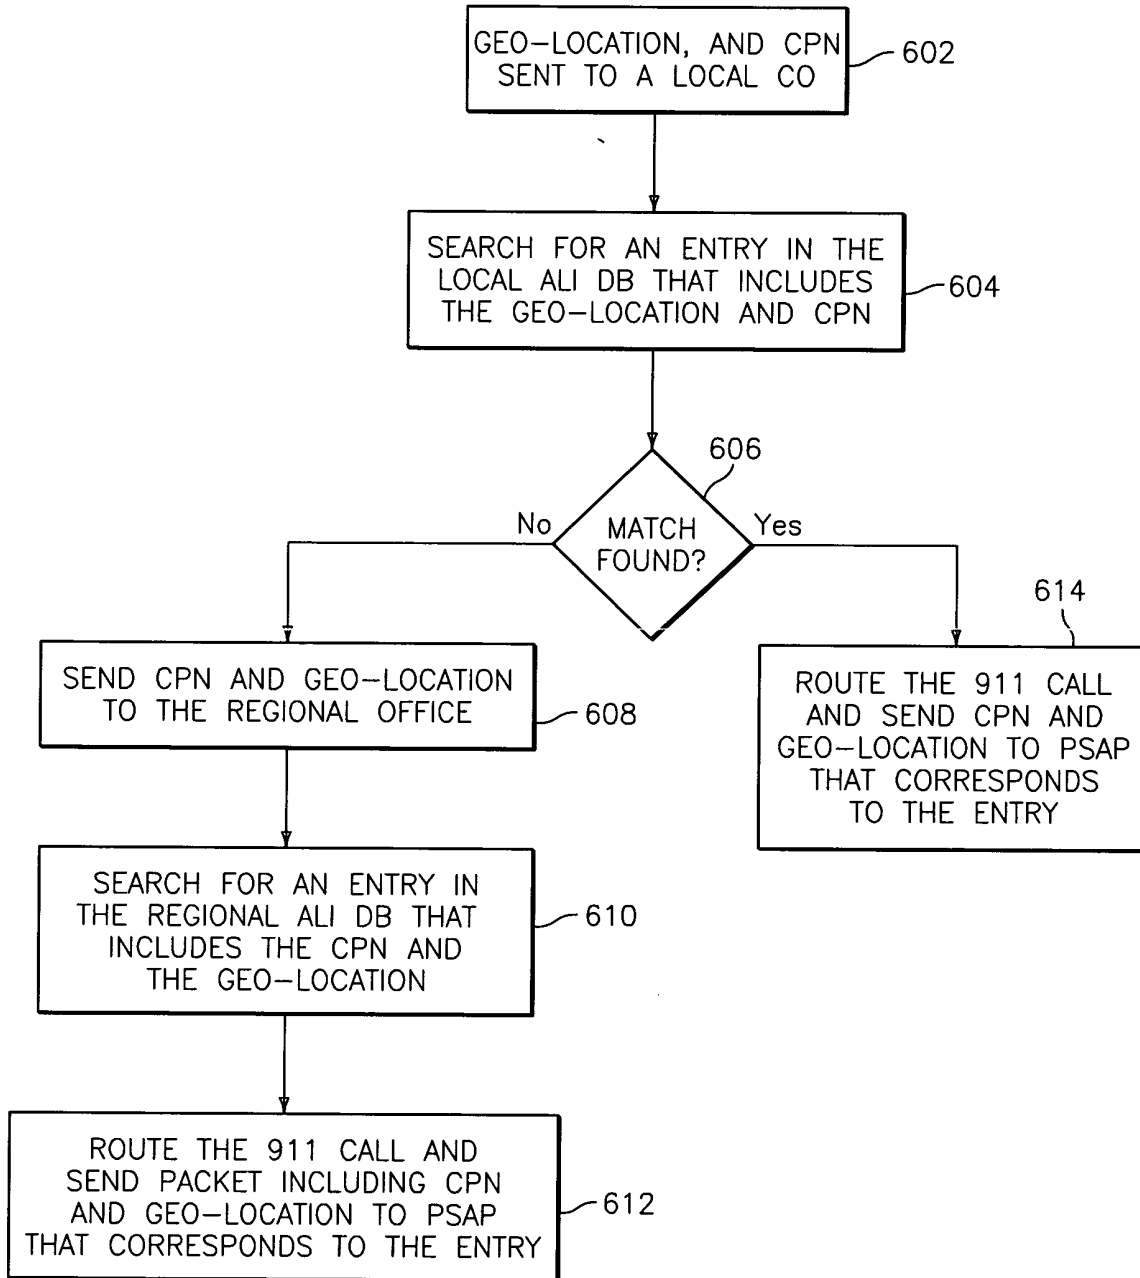 GEO–LOCATION, AND CPN
SENT TO A LOCAL CO
602
SEARCH FOR AN ENTRY IN THE
LOCAL ALI DB THAT INCLUDES
THE GEO–LOCATION AND CPN
604
606
MATCH
FOUND?
No
Yes
SEND CPN AND GEO–LOCATION
TO THE REGIONAL OFFICE
608
614
ROUTE THE 911 CALL
AND SEND CPN AND
GEO–LOCATION TO PSAP
THAT CORRESPONDS
TO THE ENTRY
SEARCH FOR AN ENTRY IN
THE REGIONAL ALI DB THAT
INCLUDES THE CPN AND
THE GEO–LOCATION
610
ROUTE THE 911 CALL AND
SEND PACKET INCLUDING CPN
AND GEO–LOCATION TO PSAP
THAT CORRESPONDS TO THE ENTRY
612